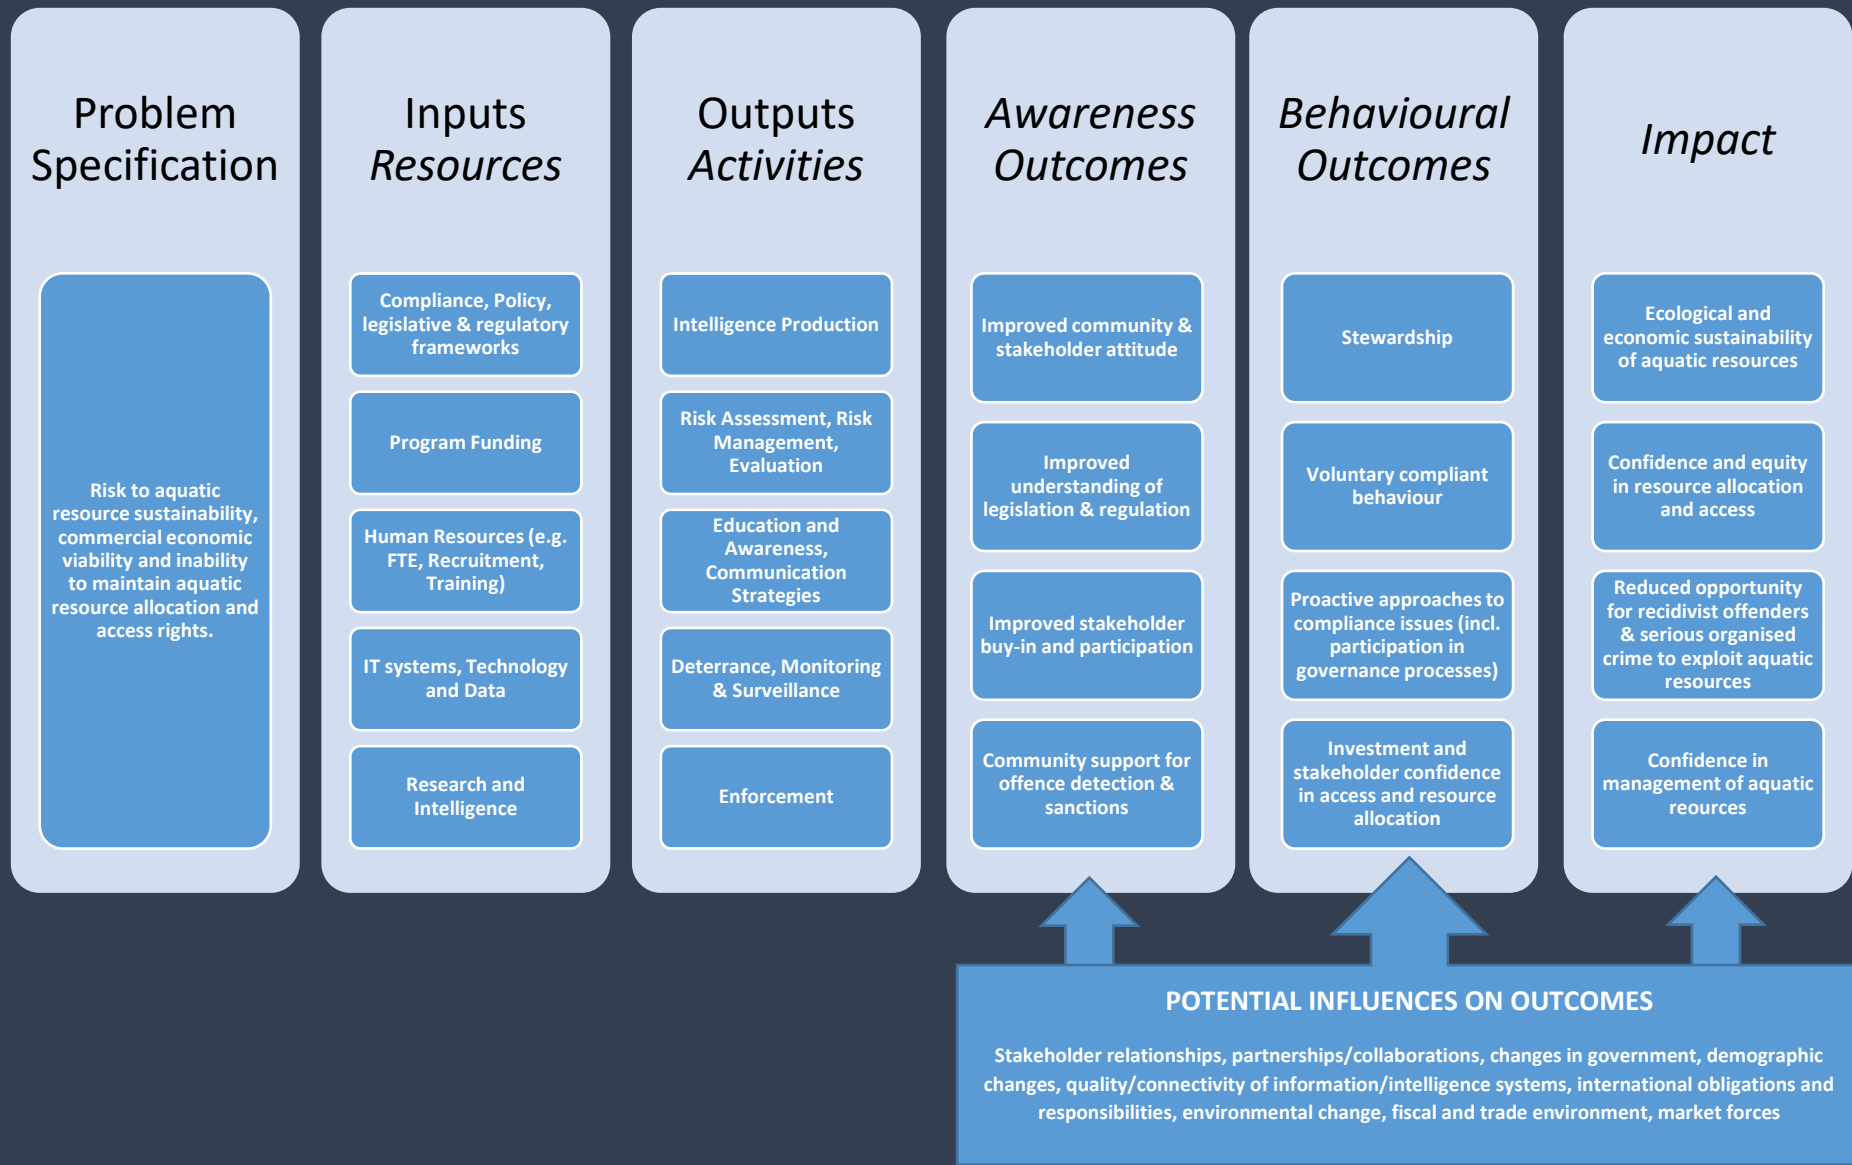 Problem
Specification
Risk to aquatic
resource sustainability,
commercial economic
viability and inability
to maintain aquatic
resource allocation and
access rights.
Inputs
Resources
Compliance, Policy,
legislative & regulatory
frameworks
Program Funding
Human Resources (e.g.
FTE, Recruitment,
Training)
IT systems, Technology
and Data
Research and
Intelligence
Outputs
Activities
Intelligence Production
Risk Assessment, Risk
Management,
Evaluation
Education and
Awareness,
Communication
Strategies
Deterrance, Monitoring
& Surveillance
Enforcement
Awareness
Outcomes
Improved community &
stakeholder attitude
Improved
understanding of
legislation & regulation
Improved stakeholder
buy-in and participation
Community support for
offence detection &
sanctions
Behavioural
Outcomes
Stewardship
Voluntary compliant
behaviour
Proactive approaches to
compliance issues (incl.
participation in
governance processes)
Investment and
stakeholder confidence
in access and resource
allocation
Impact
Ecological and
economic sustainability
of aquatic resources
Confidence and equity
in resource allocation
and access
Reduced opportunity
for recidivist offenders
& serious organised
crime to exploit aquatic
resources
Confidence in
management of aquatic
reources
POTENTIAL INFLUENCES ON OUTCOMES
Stakeholder relationships, partnerships/collaborations, changes in government, demographic
changes, quality/connectivity of information/intelligence systems, international obligations and
responsibilities, environmental change, fiscal and trade environment, market forces